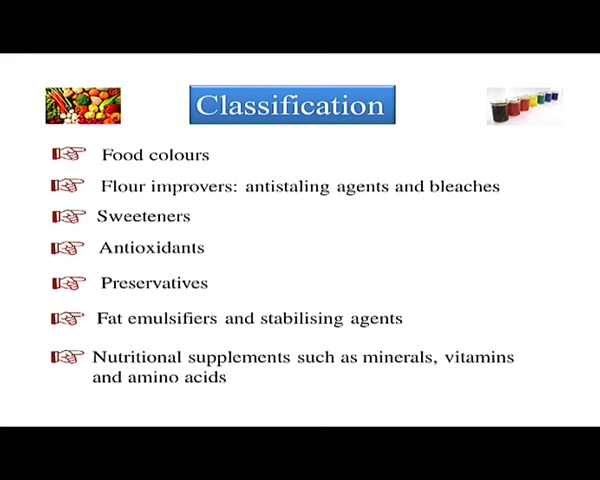 Classification
Food colours
Flour improvers: antistaling agents and bleaches
Sweeteners
Antioxidants
Preservatives
Fat emulsifiers and stabilising agents
Nutritional supplements such as minerals, vitamins
and amino acids